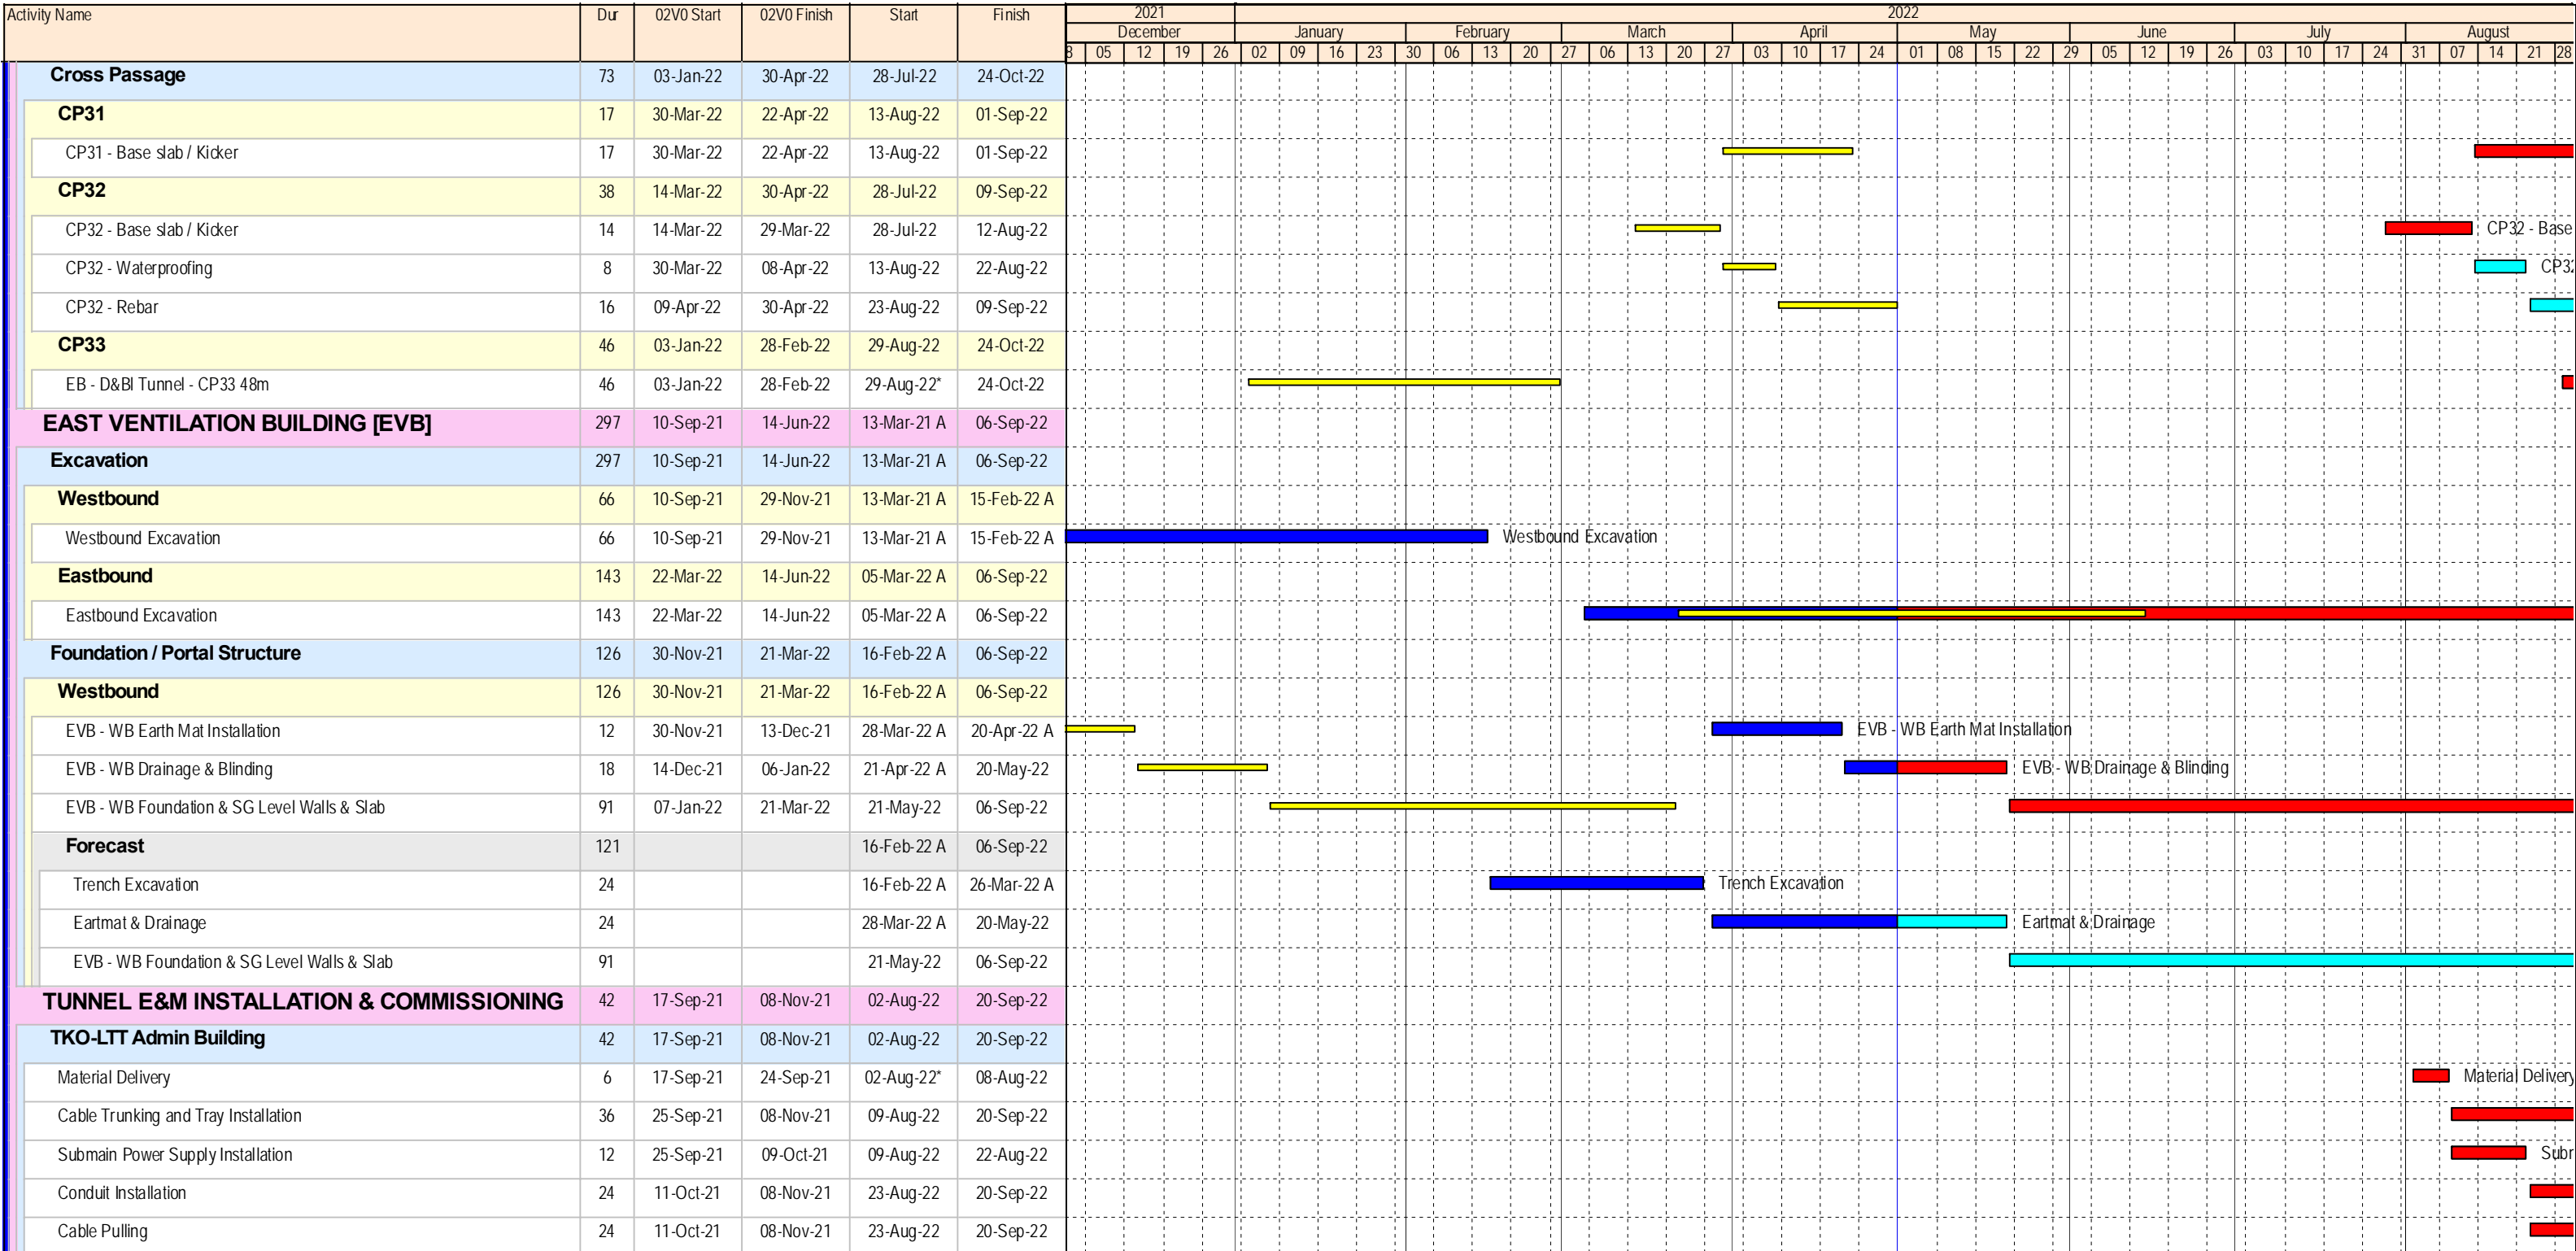 Activity Name Dur 02V0 Start 02V0 Finish Start Finish 2021 2022
December January February March April May June July August
8 05 12 19 26 02 09 16 23 30 06 13 20 27 06 13 20 27 03 10 17 24 01 08 15 22 29 05 12 19 26 03 10 17 24 31 07 14 21 28
Cross Passage 73 03-Jan-22 30-Apr-22 28-Jul-22 24-Oct-22
CP31 17 30-Mar-22 22-Apr-22 13-Aug-22 01-Sep-22
CP31 - Base slab / Kicker 17 30-Mar-22 22-Apr-22 13-Aug-22 01-Sep-22
CP32 38 14-Mar-22 30-Apr-22 28-Jul-22 09-Sep-22
CP32 - Base slab / Kicker 14 14-Mar-22 29-Mar-22 28-Jul-22 12-Aug-22 CP32 - Base
CP32 - Waterproofing 8 30-Mar-22 08-Apr-22 13-Aug-22 22-Aug-22 CP32
CP32 - Rebar 16 09-Apr-22 30-Apr-22 23-Aug-22 09-Sep-22
CP33 46 03-Jan-22 28-Feb-22 29-Aug-22 24-Oct-22
EB - D&BI Tunnel - CP33 48m 46 03-Jan-22 28-Feb-22 29-Aug-22* 24-Oct-22
EAST VENTILATION BUILDING [EVB] 297 10-Sep-21 14-Jun-22 13-Mar-21 A 06-Sep-22
Excavation 297 10-Sep-21 14-Jun-22 13-Mar-21 A 06-Sep-22
Westbound 66 10-Sep-21 29-Nov-21 13-Mar-21 A 15-Feb-22 A
Westbound Excavation 66 10-Sep-21 29-Nov-21 13-Mar-21 A 15-Feb-22 A Westbound Excavation
Eastbound 143 22-Mar-22 14-Jun-22 05-Mar-22 A 06-Sep-22
Eastbound Excavation 143 22-Mar-22 14-Jun-22 05-Mar-22 A 06-Sep-22
Foundation / Portal Structure 126 30-Nov-21 21-Mar-22 16-Feb-22 A 06-Sep-22
Westbound 126 30-Nov-21 21-Mar-22 16-Feb-22 A 06-Sep-22
EVB - WB Earth Mat Installation 12 30-Nov-21 13-Dec-21 28-Mar-22 A 20-Apr-22 A EVB - WB Earth Mat Installation
EVB - WB Drainage & Blinding 18 14-Dec-21 06-Jan-22 21-Apr-22 A 20-May-22 EVB - WB Drainage & Blinding
EVB - WB Foundation & SG Level Walls & Slab 91 07-Jan-22 21-Mar-22 21-May-22 06-Sep-22
Forecast 121 16-Feb-22 A 06-Sep-22
Trench Excavation 24 16-Feb-22 A 26-Mar-22 A Trench Excavation
Eartmat & Drainage 24 28-Mar-22 A 20-May-22 Eartmat & Drainage
EVB - WB Foundation & SG Level Walls & Slab 91 21-May-22 06-Sep-22
TUNNEL E&M INSTALLATION & COMMISSIONING 42 17-Sep-21 08-Nov-21 02-Aug-22 20-Sep-22
TKO-LTT Admin Building 42 17-Sep-21 08-Nov-21 02-Aug-22 20-Sep-22
Material Delivery 6 17-Sep-21 24-Sep-21 02-Aug-22* 08-Aug-22 Material Delivery
Cable Trunking and Tray Installation 36 25-Sep-21 08-Nov-21 09-Aug-22 20-Sep-22
Submain Power Supply Installation 12 25-Sep-21 09-Oct-21 09-Aug-22 22-Aug-22 Subr
Conduit Installation 24 11-Oct-21 08-Nov-21 23-Aug-22 20-Sep-22
Cable Pulling 24 11-Oct-21 08-Nov-21 23-Aug-22 20-Sep-22